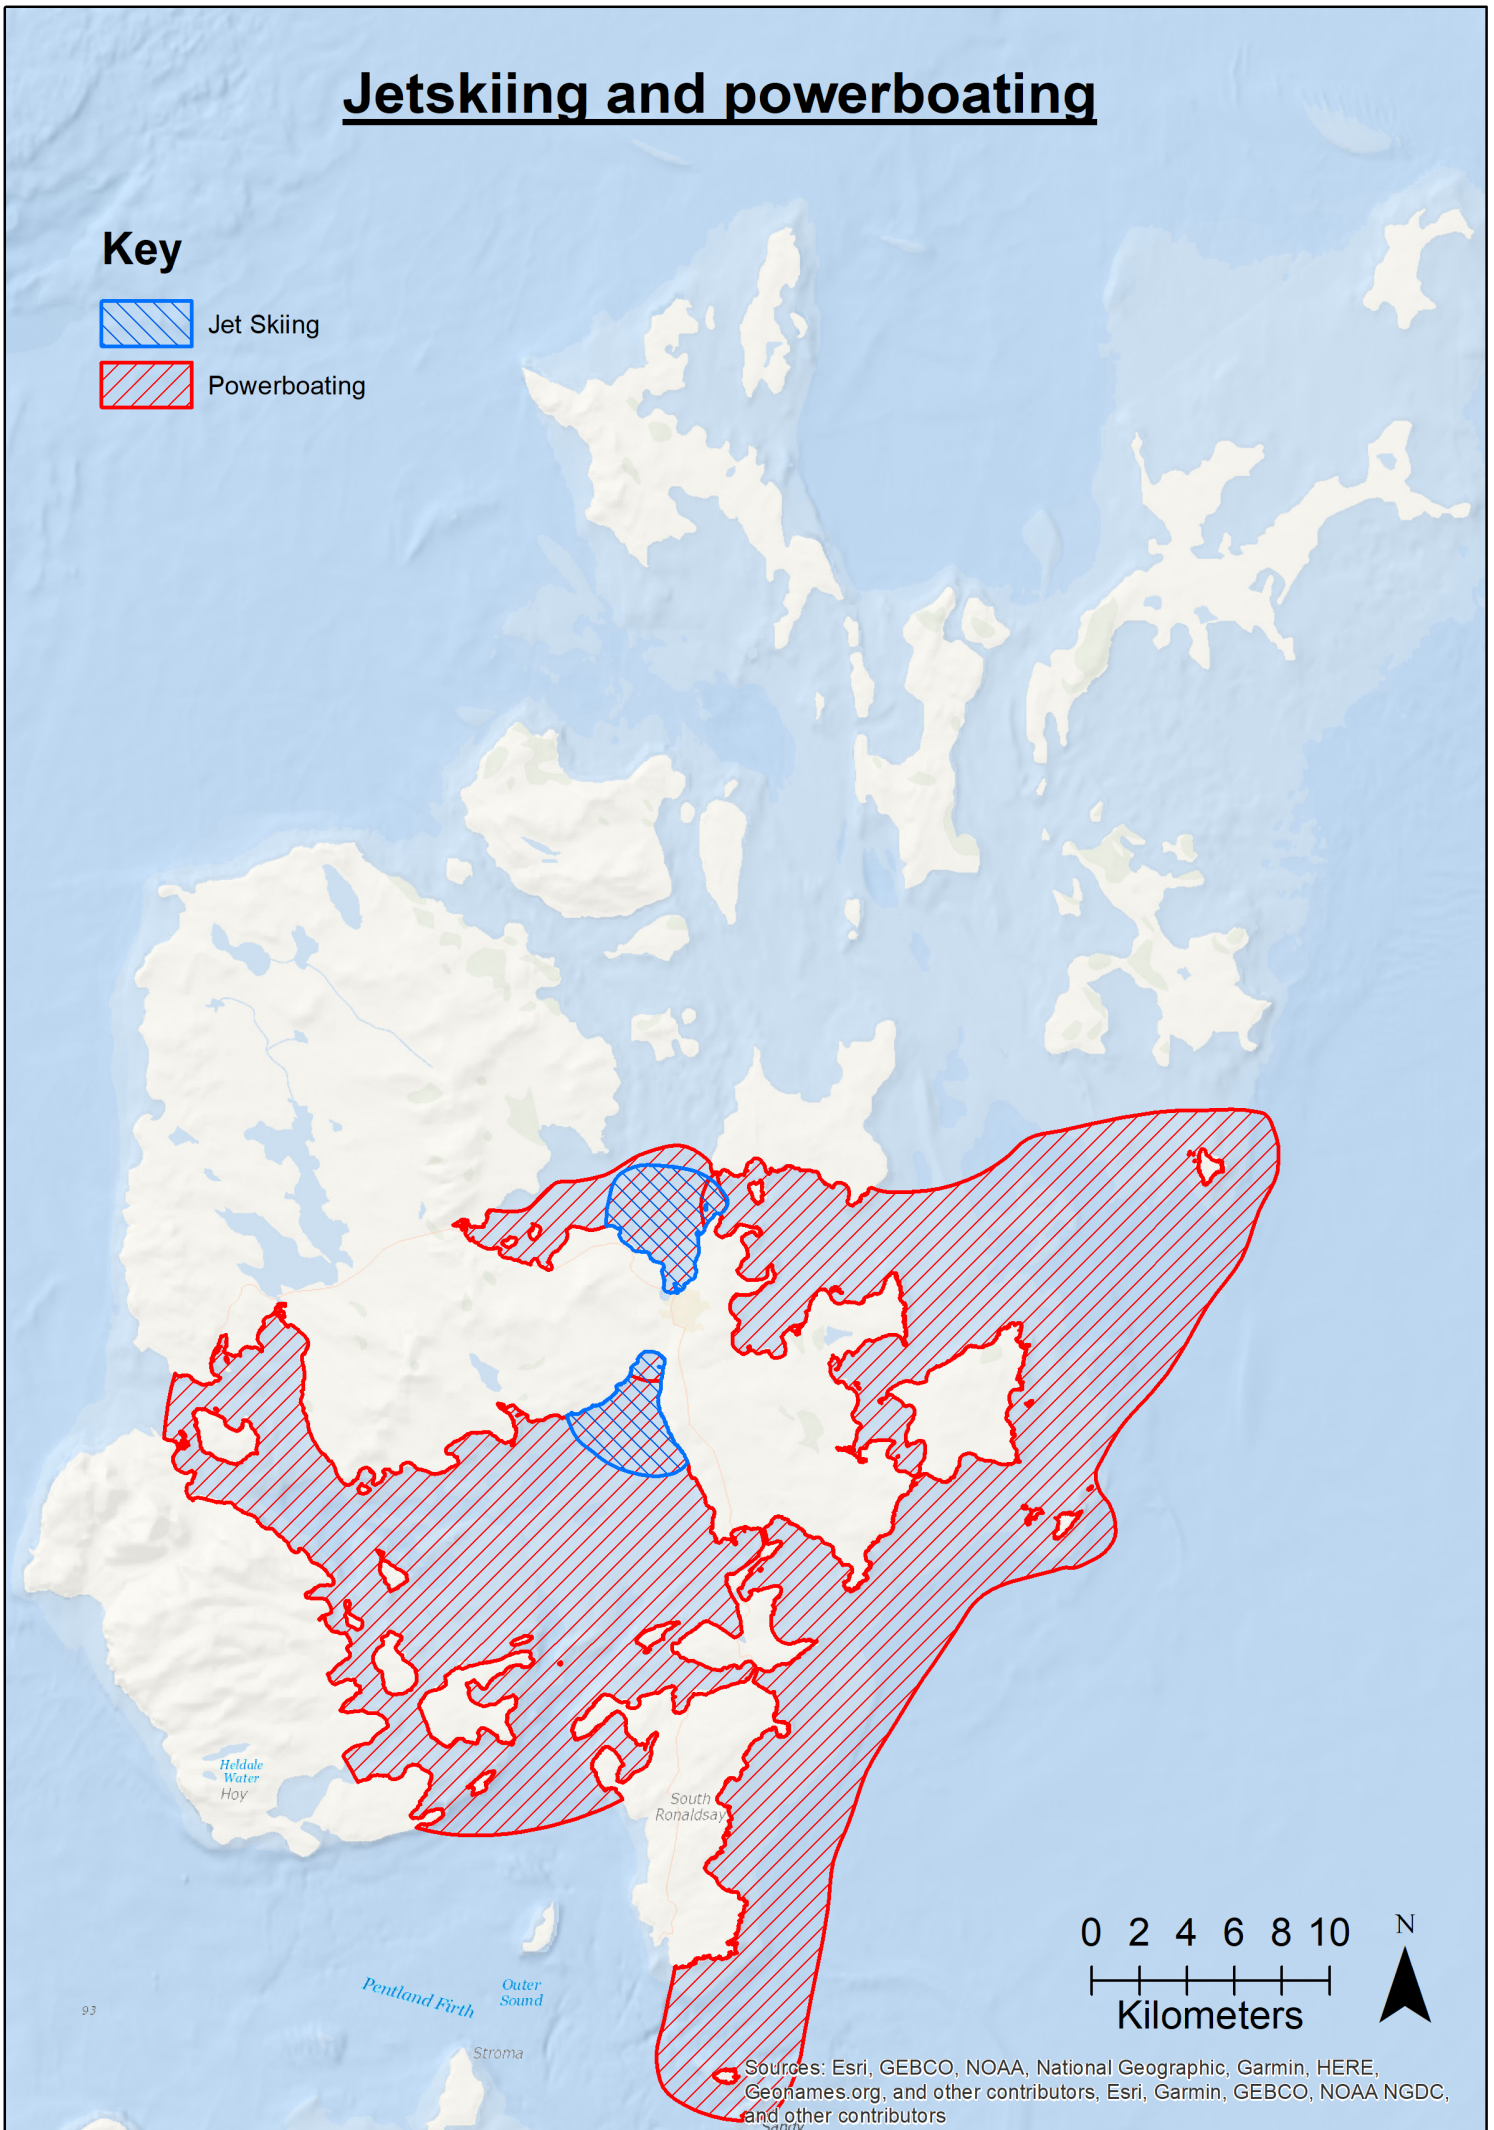 Jetskiing and powerboating
Key
Jet Skiing
Powerboating
Heldale
Water
Hoy
South
Ronaldsay
0 2 4 6 8 10
N
Kilometers
Pentland Firth
Outer
Sound
93
Stroma
Sources: Esri, GEBCO, NOAA, National Geographic, Garmin, HERE,
Geonames.org, and other contributors, Esri, Garmin, GEBCO, NOAA NGDC,
and other contributors